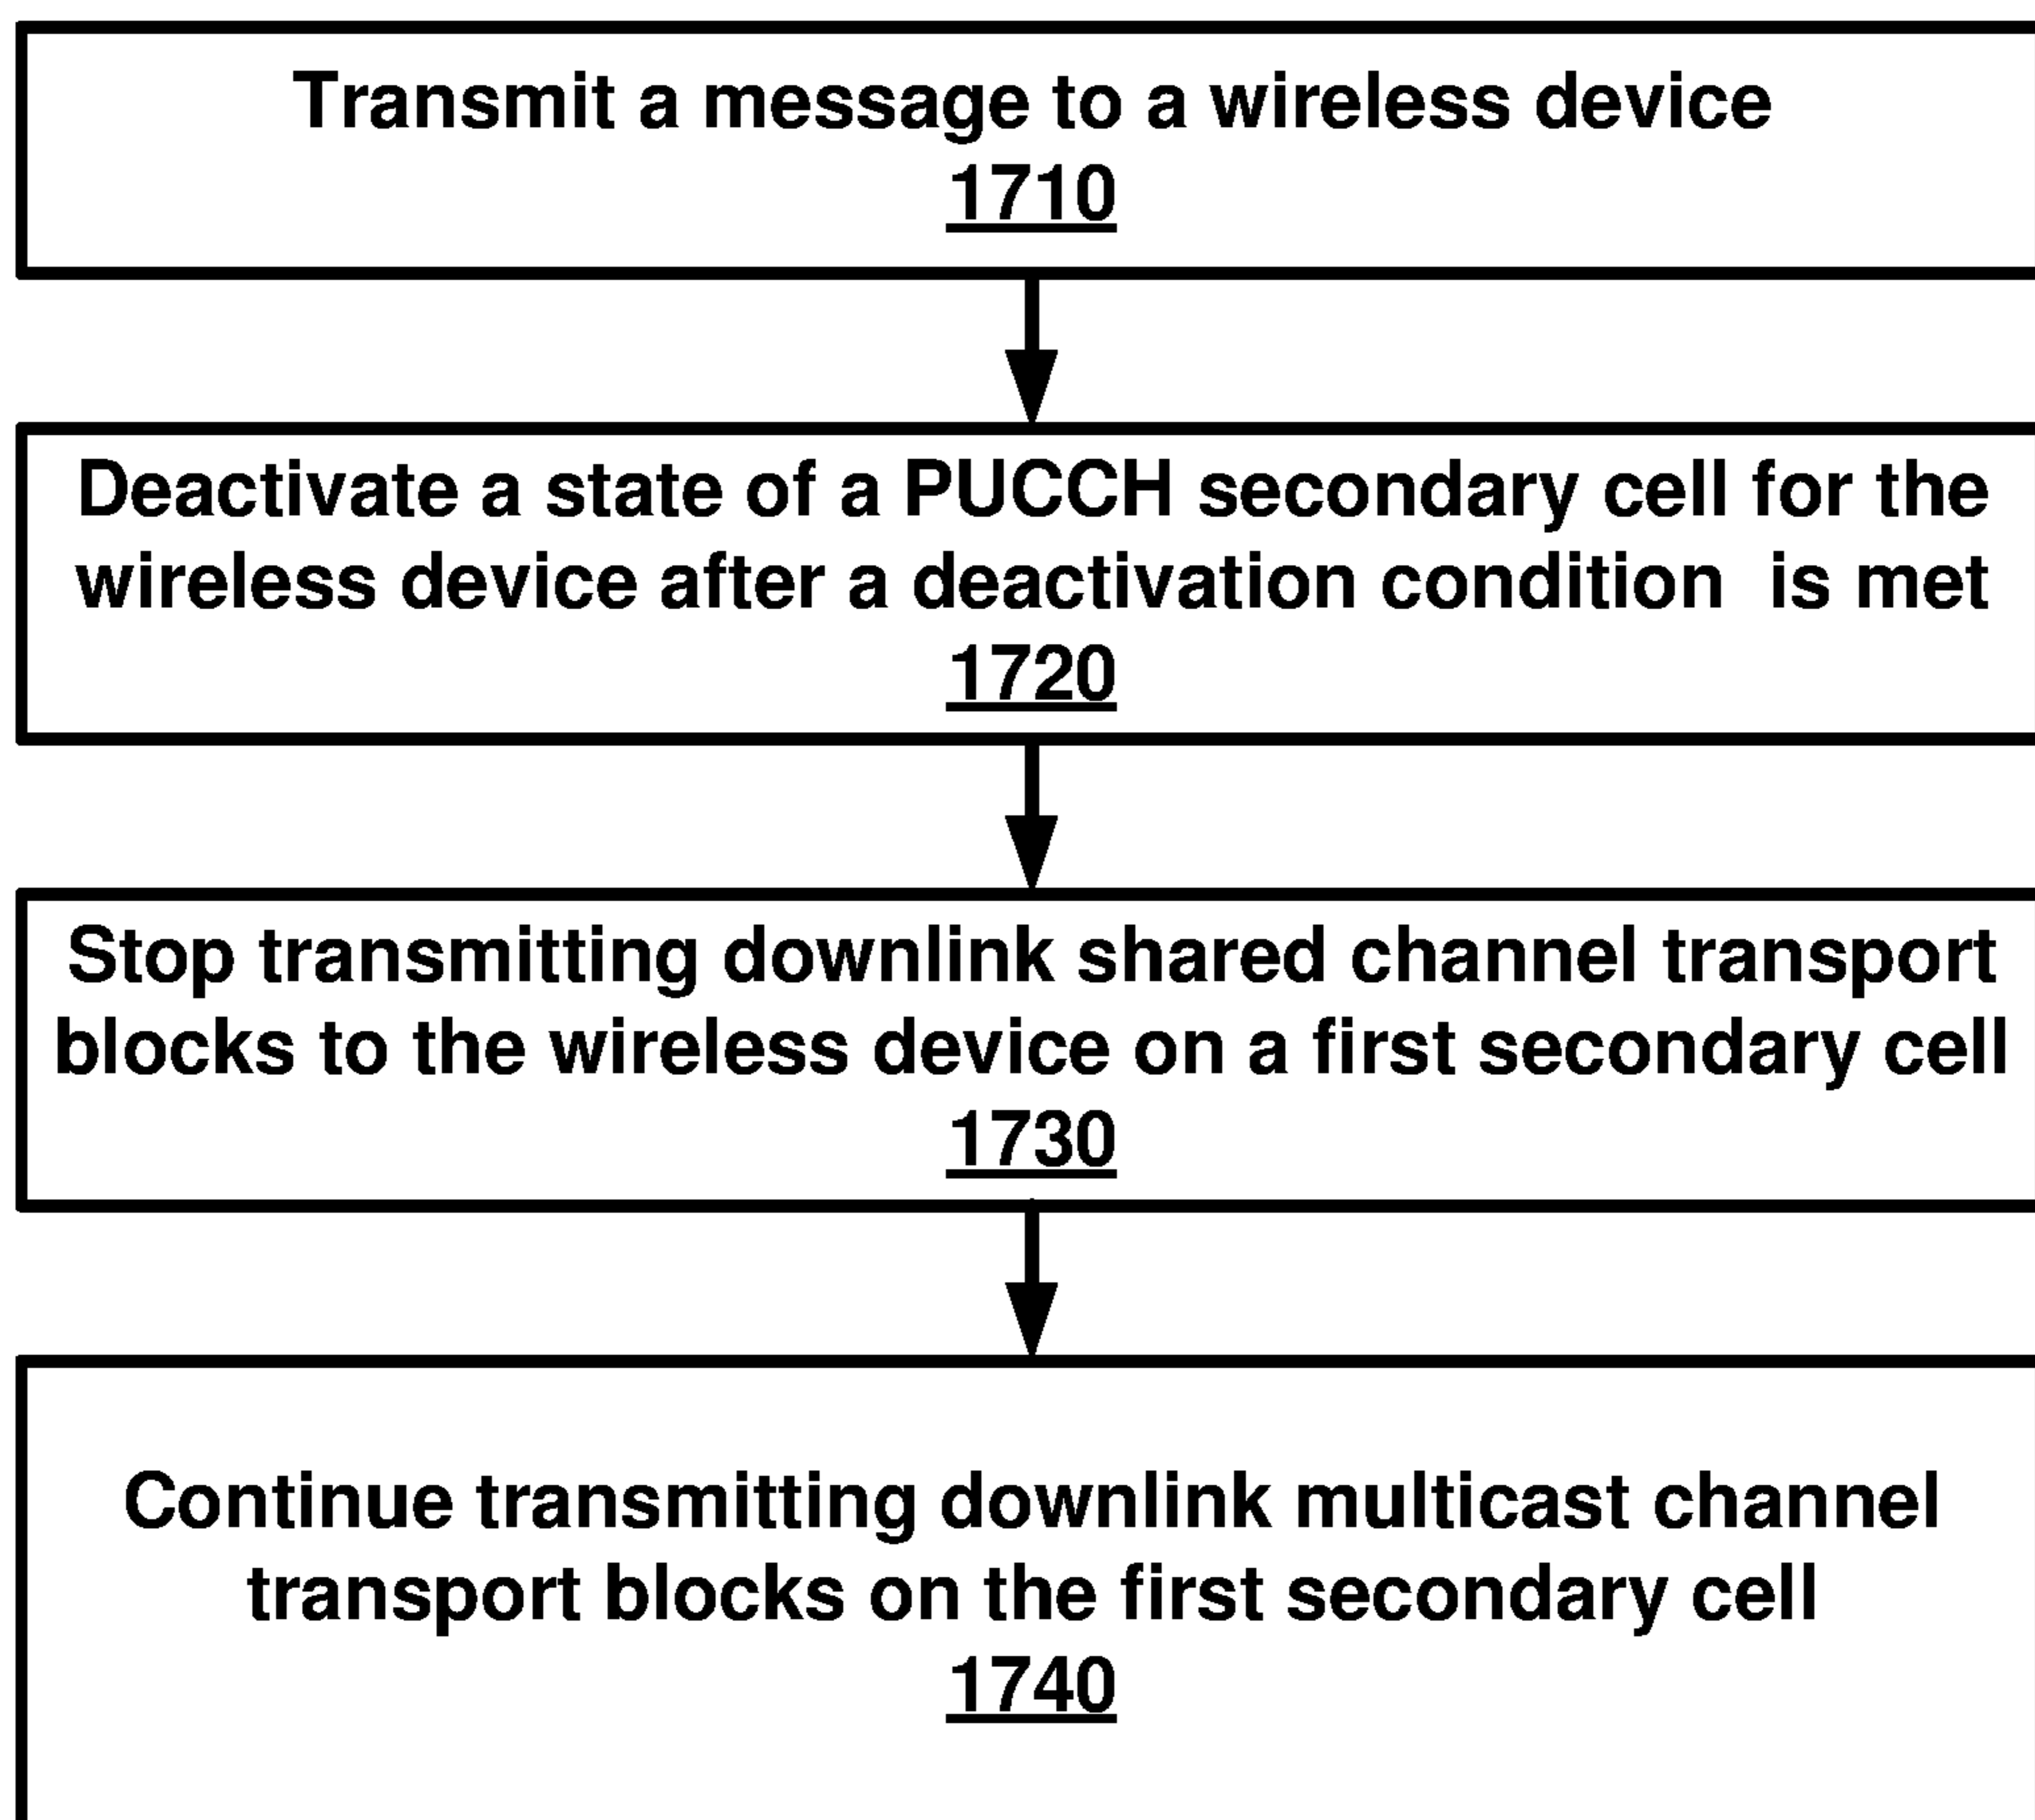 Transmit a message to a wireless device
1710
Deactivate a state of a PUCCH secondary cell for the
wireless device after a deactivation condition  is met
1720
Stop transmitting downlink shared channel transport
blocks to the wireless device on a first secondary cell
1730
Continue transmitting downlink multicast channel
transport blocks on the first secondary cell
1740